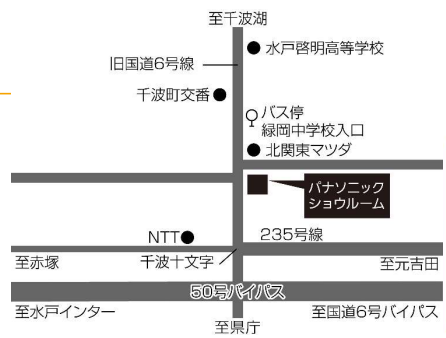 至千波湖
水戸啓明高等学校
旧国道6号線
千波町交番
バス停
緑岡中学校入口
北関東マツダ
パナソニック
ショウルーム
NTT
235号線
至赤塚
千波十文字
至元吉田
50号バイパス
至水戸インター
至国道6号バイパス
至県庁